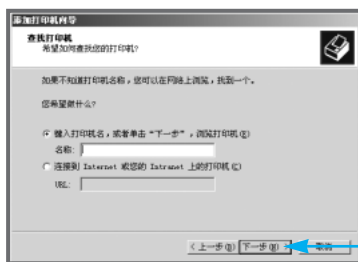 添加打印机向导
查找打印机
希望如何查找您的打印机?
如果不知道打印机名称，您可以在网络上浏览，找到一个。
您希望做什么?
输入打印机名，或者单击“下一步”，浏览打印机(E)
名称:
连接到 Internet 或您的 Intranet 上的打印机(C)
URL:
<上一步(B) 下一步(N) > 取消